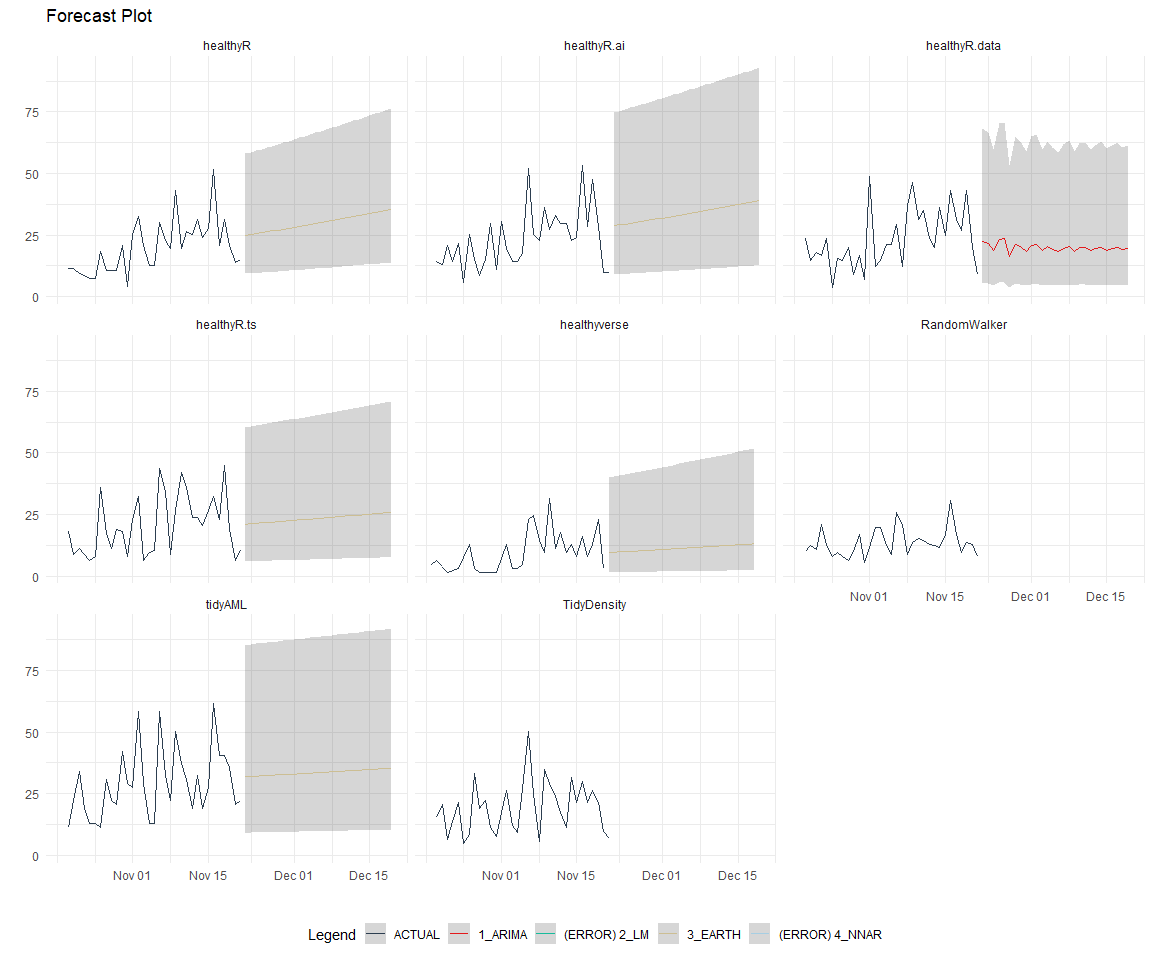 Forecast Plot
healthyR healthyR.ai healthyR.data
75
50
25
0
healthyR.ts healthyverse RandomWalker
75
50
25
0
Nov 01 Nov 15 Dec 01 Dec 15
tidyAML TidyDensity
75
50
25
0
Nov 01 Nov 15 Dec 01 Dec 15 Nov 01 Nov 15 Dec 01 Dec 15
Legend ACTUAL 1_ARIMA (ERROR) 2_LM 3_EARTH (ERROR) 4_NNAR